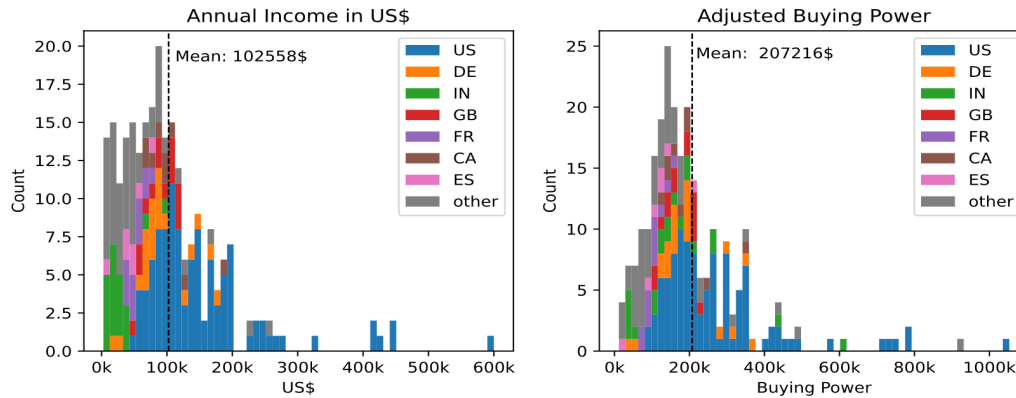 Annual Income in US$
Mean: 102558$
US
DE
IN
GB
FR
CA
ES
other
Count
20.0
17.5
15.0
12.5
10.0
7.5
5.0
2.5
0.0
0k 100k 200k 300k 400k 500k 600k
US$
Adjusted Buying Power
Mean: 207216$
US
DE
IN
GB
FR
CA
ES
other
Count
25
20
15
10
5
0
0k 200k 400k 600k 800k 1000k
Buying Power